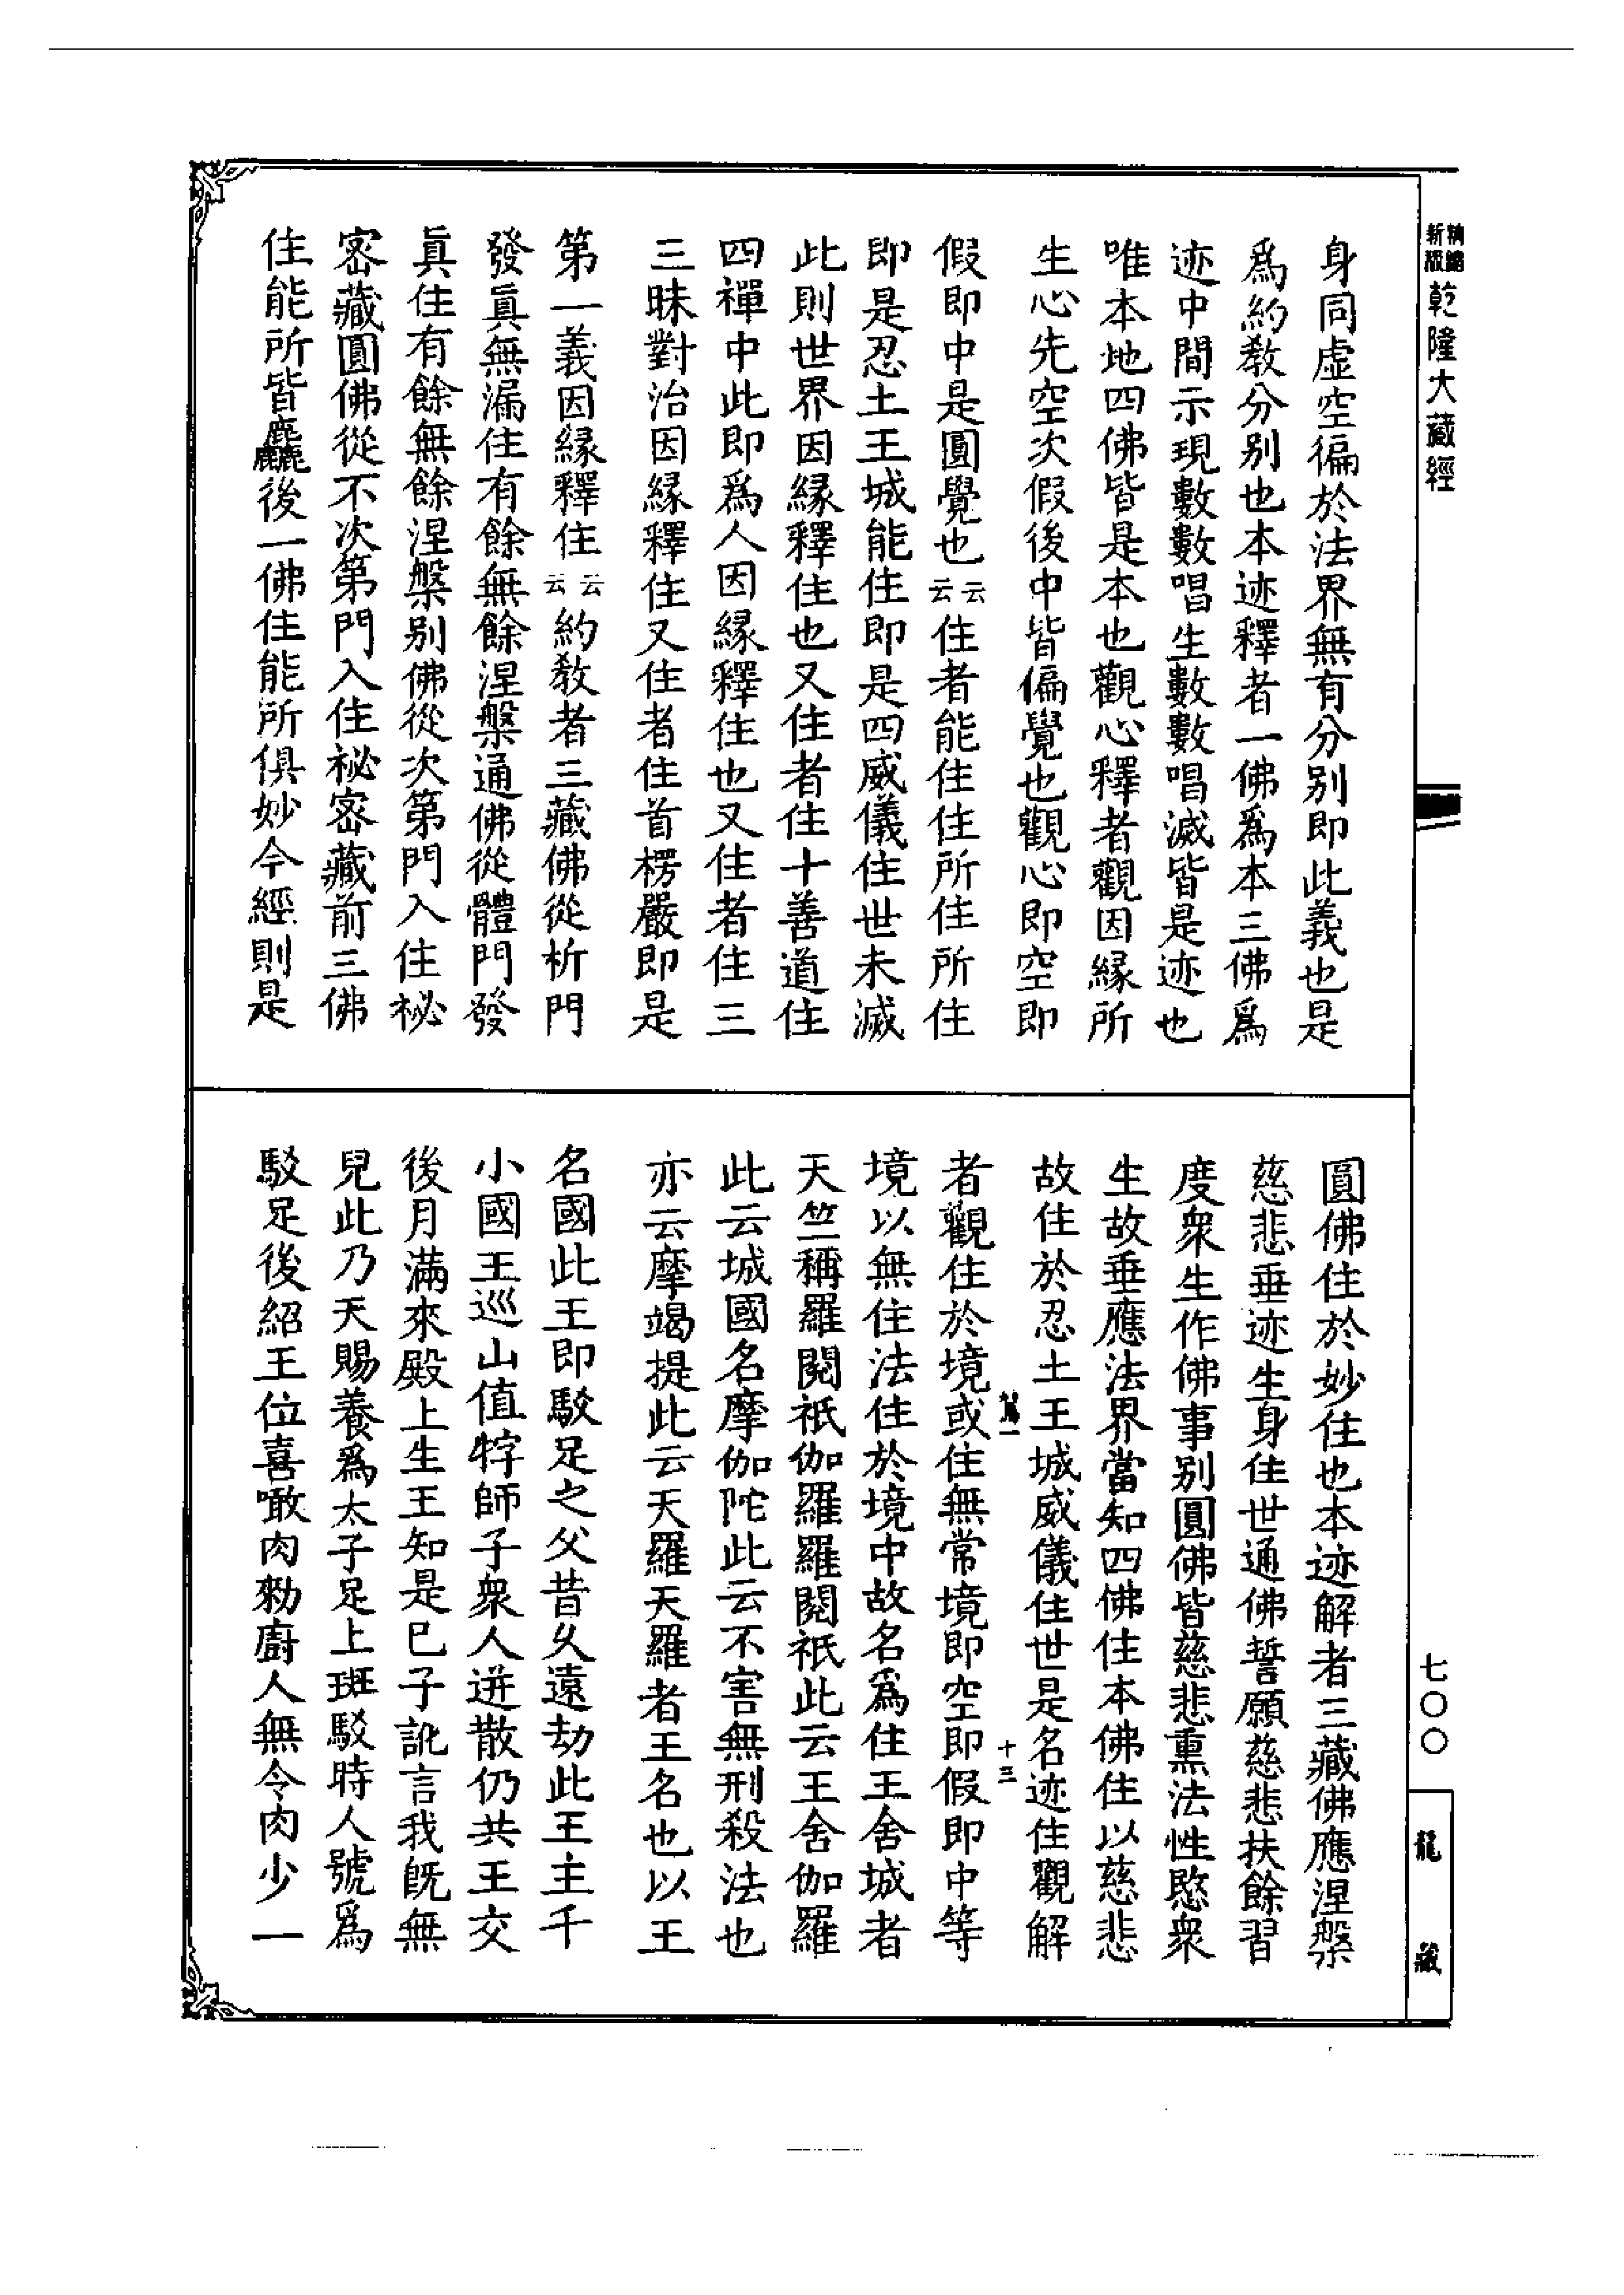 精縮新版乾隆大藏經
身同虛空徧於法界無有分别即此義也是
爲約教分别也本迹釋者一佛爲本三佛爲
迹中間示現數數唱生數數唱滅皆是迹也
唯本地四佛皆是本也觀心釋者觀因緣所
生心先空次假後中皆偏覺也觀心即空即
假即中是圓覺也云云住者能住住所住所住
即是忍土王城能住即是四威儀住世未滅
此則世界因緣釋住也又住者住十善道住
四禪中此即爲人因緣釋住也又住者住三
三昧對治因緣釋住又住者住首楞嚴即是
第一義因緣釋住云云約教者三藏佛從析門
發眞無漏住有餘無餘涅槃通佛從體門發
眞住有餘無餘涅槃别佛從次第門入住祕
密藏圓佛從不次第門入住祕密藏前三佛
住能所皆麤後一佛住能所俱妙今經則是
圓佛住於妙住也本迹解者三藏佛應涅槃
慈悲垂迹生身住世通佛誓願慈悲扶餘習
度衆生作佛事别圓佛皆慈悲熏法性愍衆
生故垂應法界當知四佛住本佛住以慈悲
故住於忍土王城威儀住世是名迹住觀解
十三
者觀住於境或住無常境即空即假即中等
境以無住法住於境中故名爲住王舍城者
天竺稱羅閱祇伽羅羅閱祇此云王舍伽羅
此云城國名摩伽陀此云不害無刑殺法也
亦云摩竭提此云天羅天羅者王名也以王
名國此王即駁足之父昔久遠劫此王主千
小國王巡山值牸師子衆人迸散仍共王交
後月滿來殿上生王知是已子訛言我旣無
兒此乃天賜養爲太子足上斑駁時人號爲
駁足後紹王位喜噉肉勑廚人無令肉少一
七〇〇
龍藏